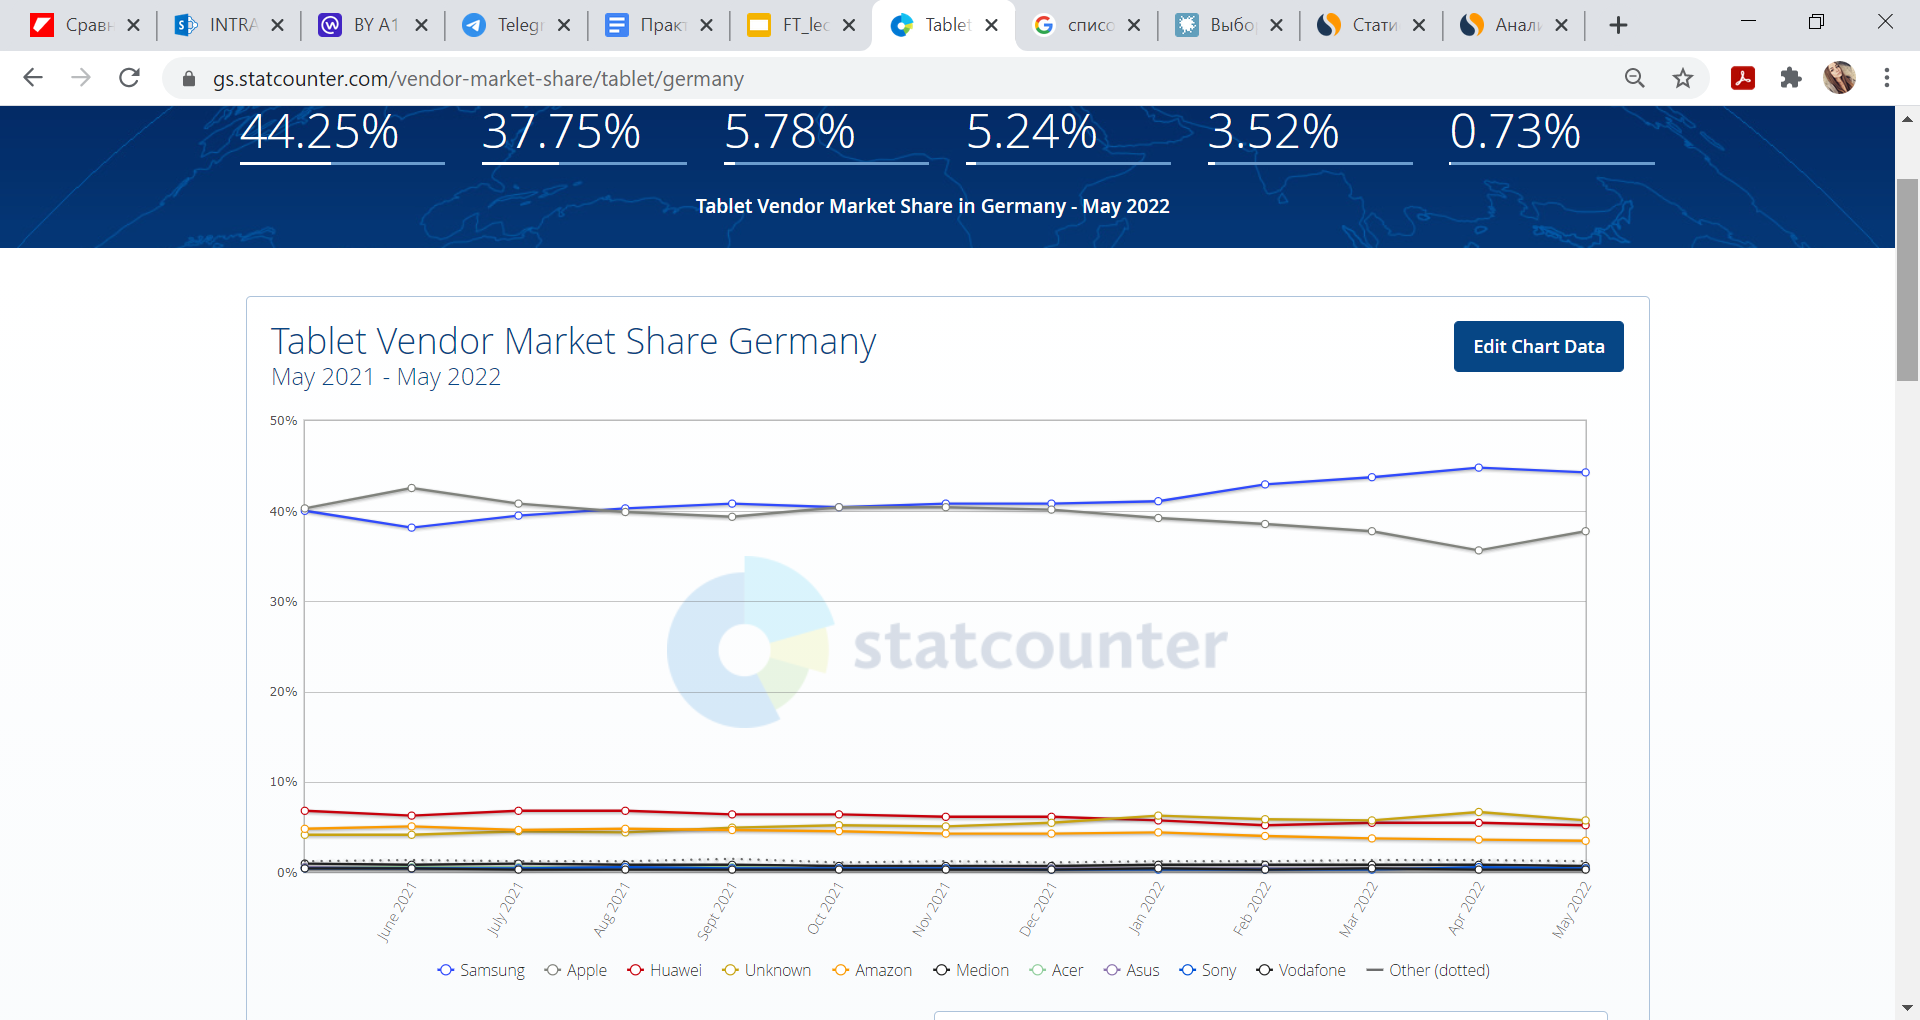 Сравн INTRA BY A1 Telegr Практ FT_lec Tablet списо Выбор Стати Анали
gs.statcounter.com/vendor-market-share/tablet/germany
44.25% 37.75% 5.78% 5.24% 3.52% 0.73%
Tablet Vendor Market Share in Germany - May 2022
Tablet Vendor Market Share Germany
May 2021 - May 2022
Edit Chart Data
50%
40%
30%
20%
10%
0%
statcounter
June 2021 July 2021 Aug 2021 Sept 2021 Oct 2021 Nov 2021 Dec 2021 Jan 2022 Feb 2022 Mar 2022 Apr 2022 May 2022
Samsung Apple Huawei Unknown Amazon Medion Acer Asus Sony Vodafone Other (dotted)